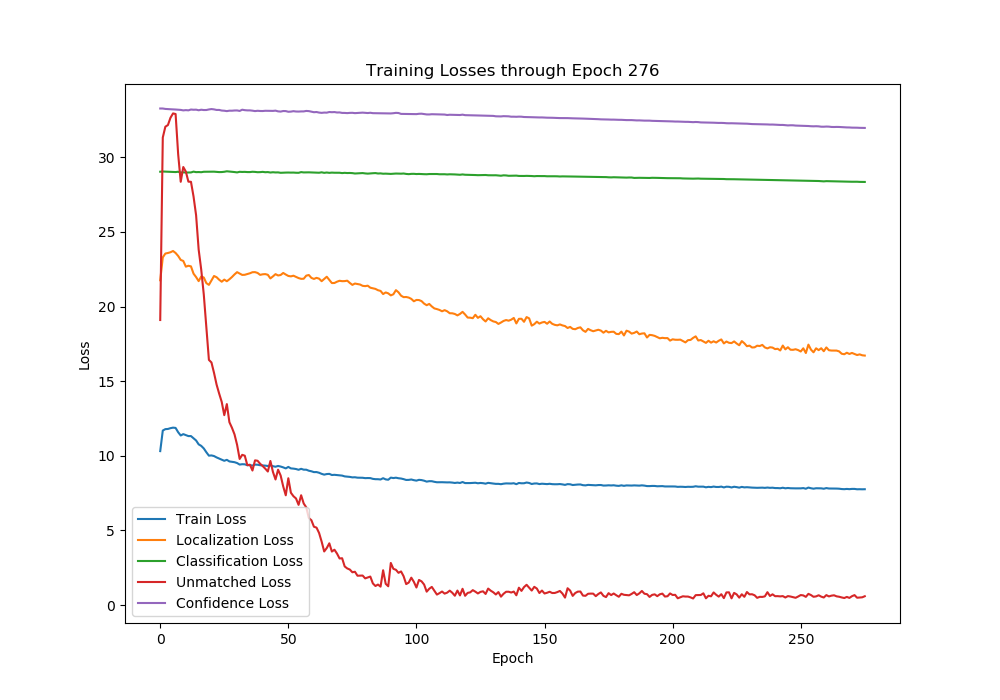 Training Losses through Epoch 276
Loss
30
25
20
15
10
5
0
Train Loss
Localization Loss
Classification Loss
Unmatched Loss
Confidence Loss
0 50 100 150 200 250
Epoch